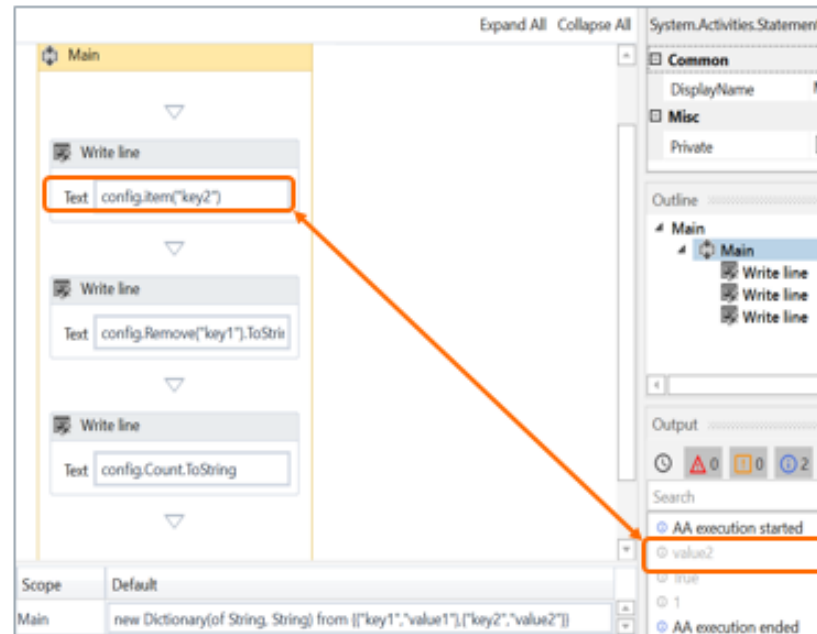 Expand All Collapse All
Main
Write line
Text config.item("key2")
Write line
Text config.Remove("key1").ToStrin
Write line
Text config.Count.ToString
Scope Default
Main new Dictionary(of String, String) from {{"key1","value1"},{"key2","value2"}}
System.Activities.Statement
Common
DisplayName
Misc
Private
Outline
Main
Main
Write line
Write line
Write line
Output
0 0 2
Search
AA execution started
value2
True
1
AA execution ended